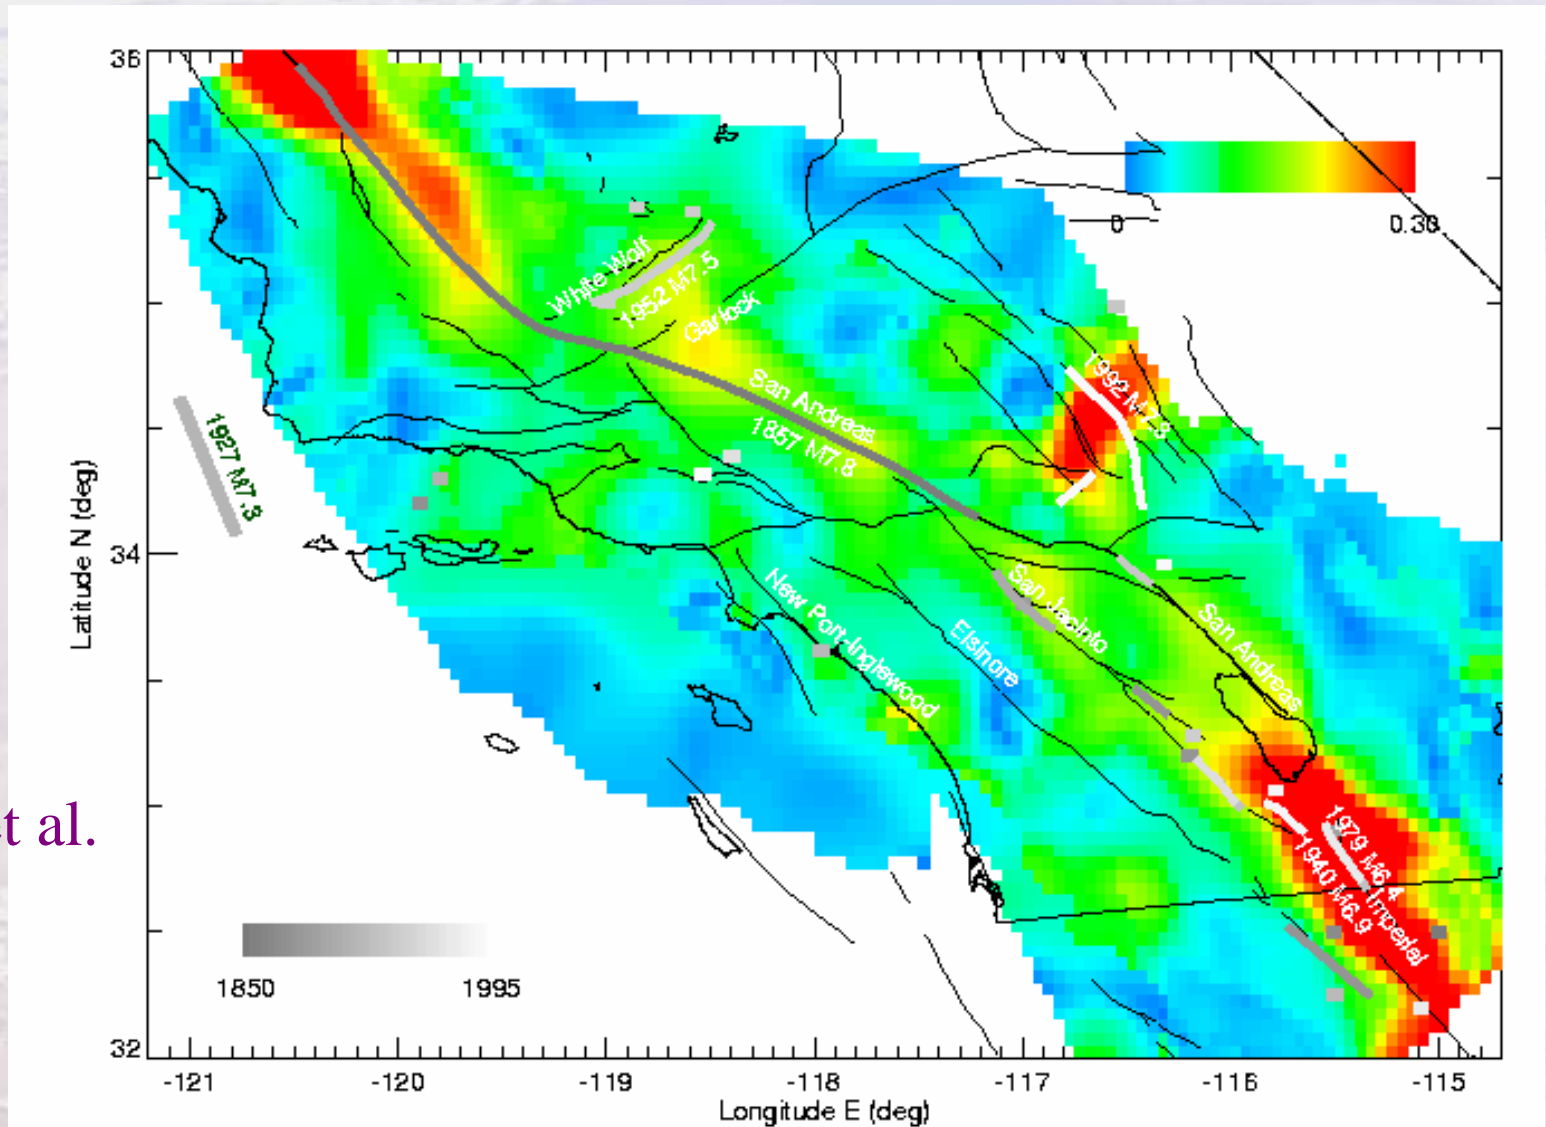 36
0
0.30
White Wolf
1952 M7.5
Garlock
San Andreas
1857 M7.8
1992 M7.3
1927 M7.3
34
Latitude N (deg)
New Port-Inglewood
Elsinore
San Jacinto
San Andreas
et al.
1979 M6.4
1940 M6.9
Imperial
1850
1995
32
-121
-120
-119
-118
-117
-116
-115
Longitude E (deg)